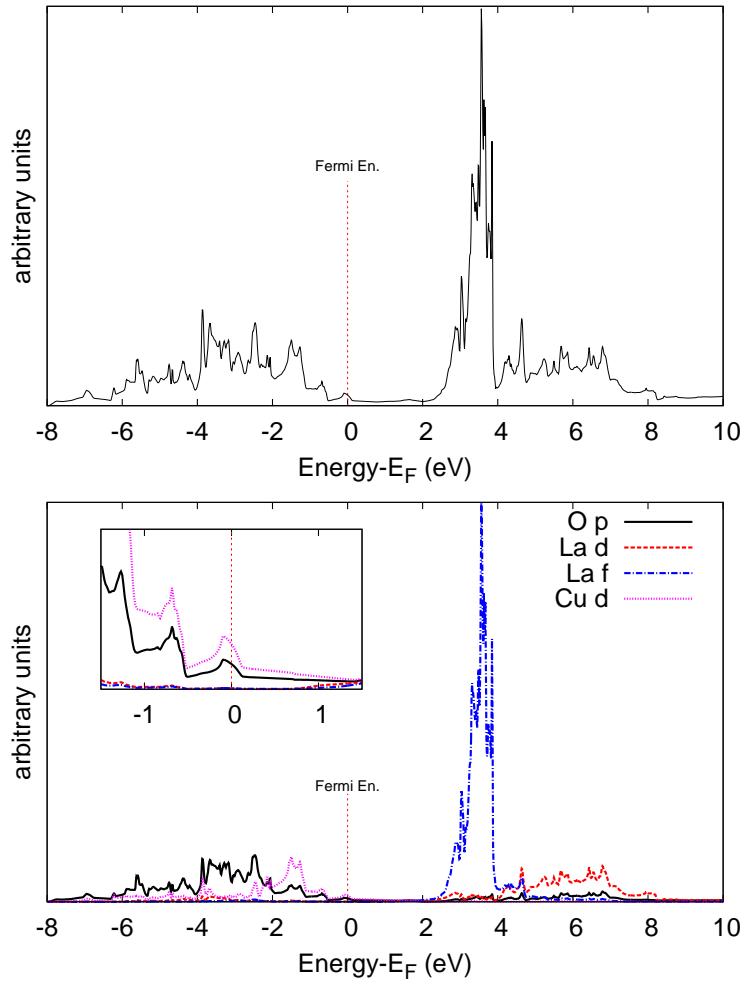 arbitrary units
Fermi En.
-8 -6 -4 -2 0 2 4 6 8 10
Energy-E_F (eV)
arbitrary units
O p
La d
La f
Cu d
-1 0 1
Fermi En.
-8 -6 -4 -2 0 2 4 6 8 10
Energy-E_F (eV)